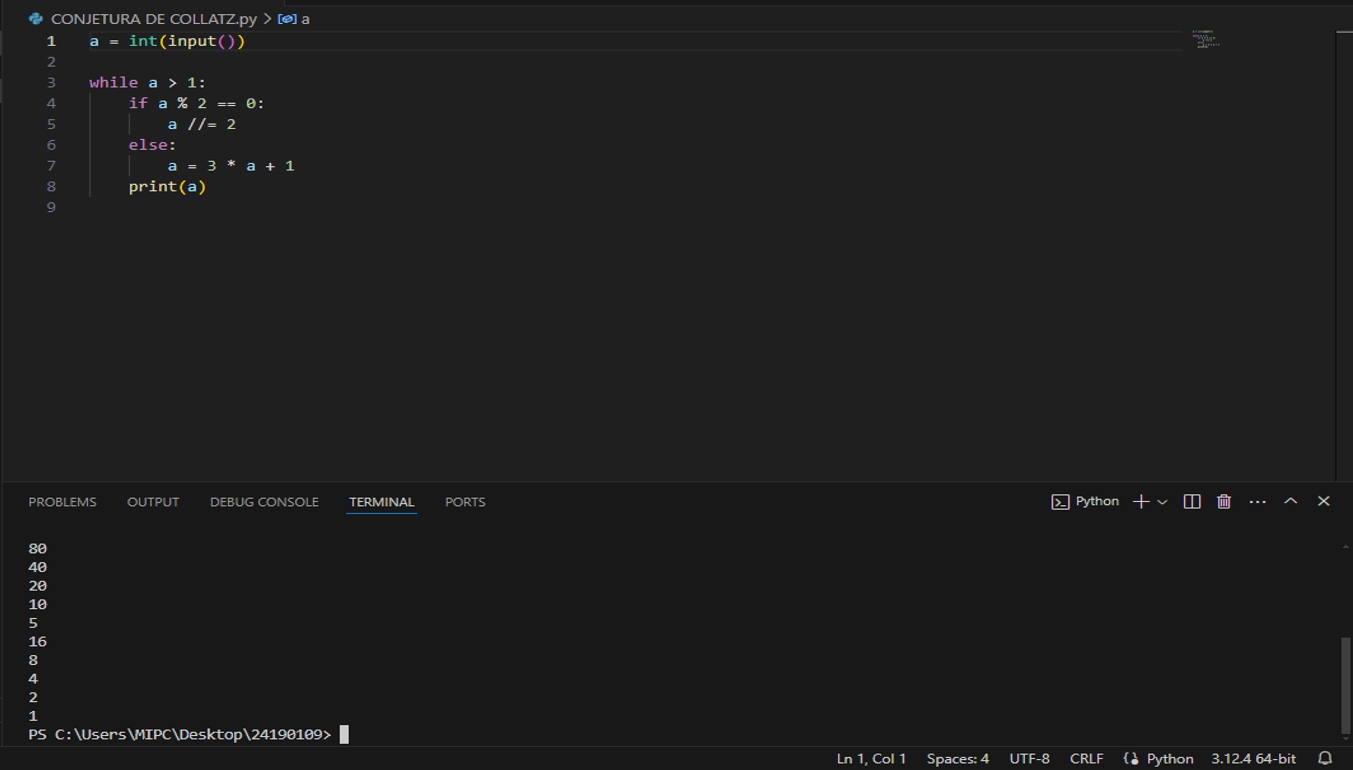 CONJETURA DE COLLATZ.py > a
1 a = int(input())
2
3 while a > 1:
4     if a % 2 == 0:
5         a //= 2
6     else:
7         a = 3 * a + 1
8     print(a)
9
PROBLEMS OUTPUT DEBUG CONSOLE TERMINAL PORTS Python
80
40
20
10
5
16
8
4
2
1
PS C:\Users\MIPC\Desktop\24190109>
Ln 1, Col 1 Spaces: 4 UTF-8 CRLF Python 3.12.4 64-bit